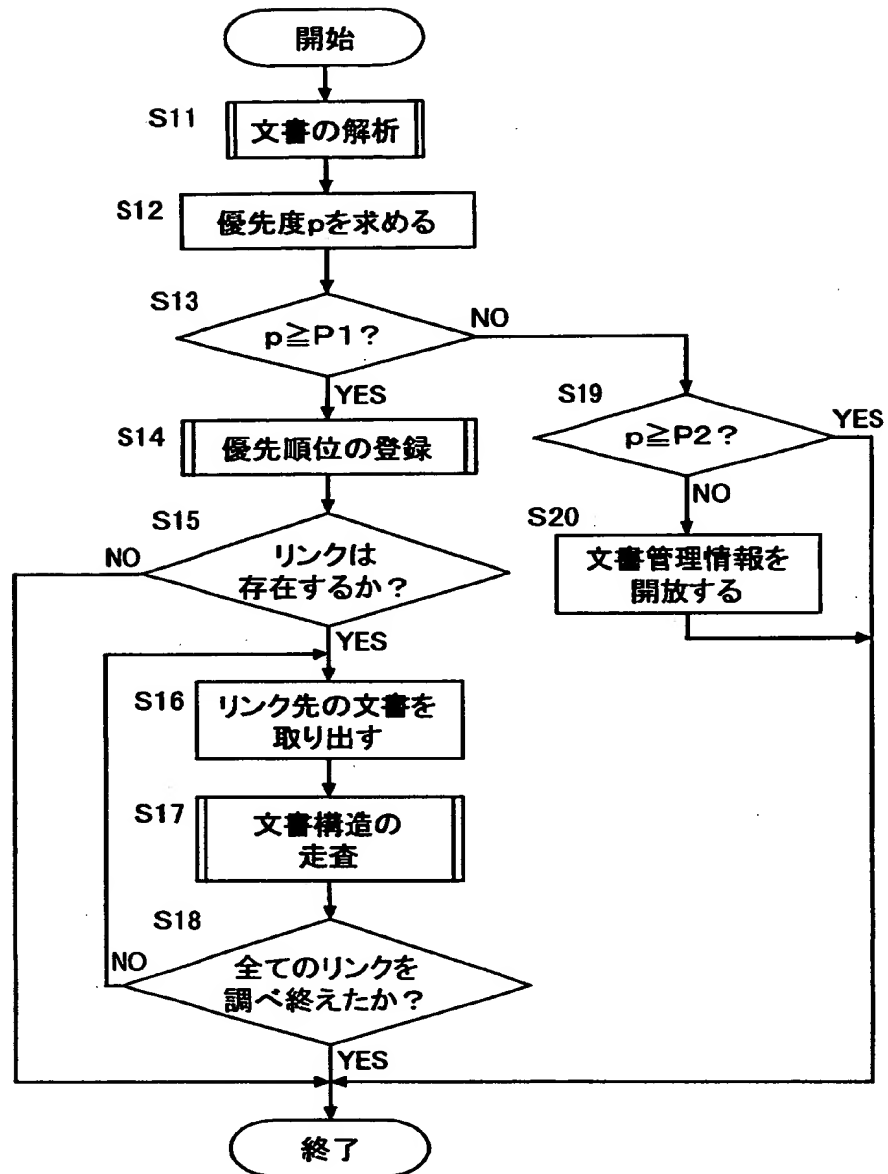 開始
S11
文書の解析
S12
優先度pを求める
S13
p≧P1?
NO
YES
S19
p≧P2?
YES
NO
S14
優先順位の登録
S20
文書管理情報を
開放する
S15
リンクは
存在するか?
NO
YES
S16
リンク先の文書を
取り出す
S17
文書構造の
走査
S18
全てのリンクを
調べ終えたか?
NO
YES
終了